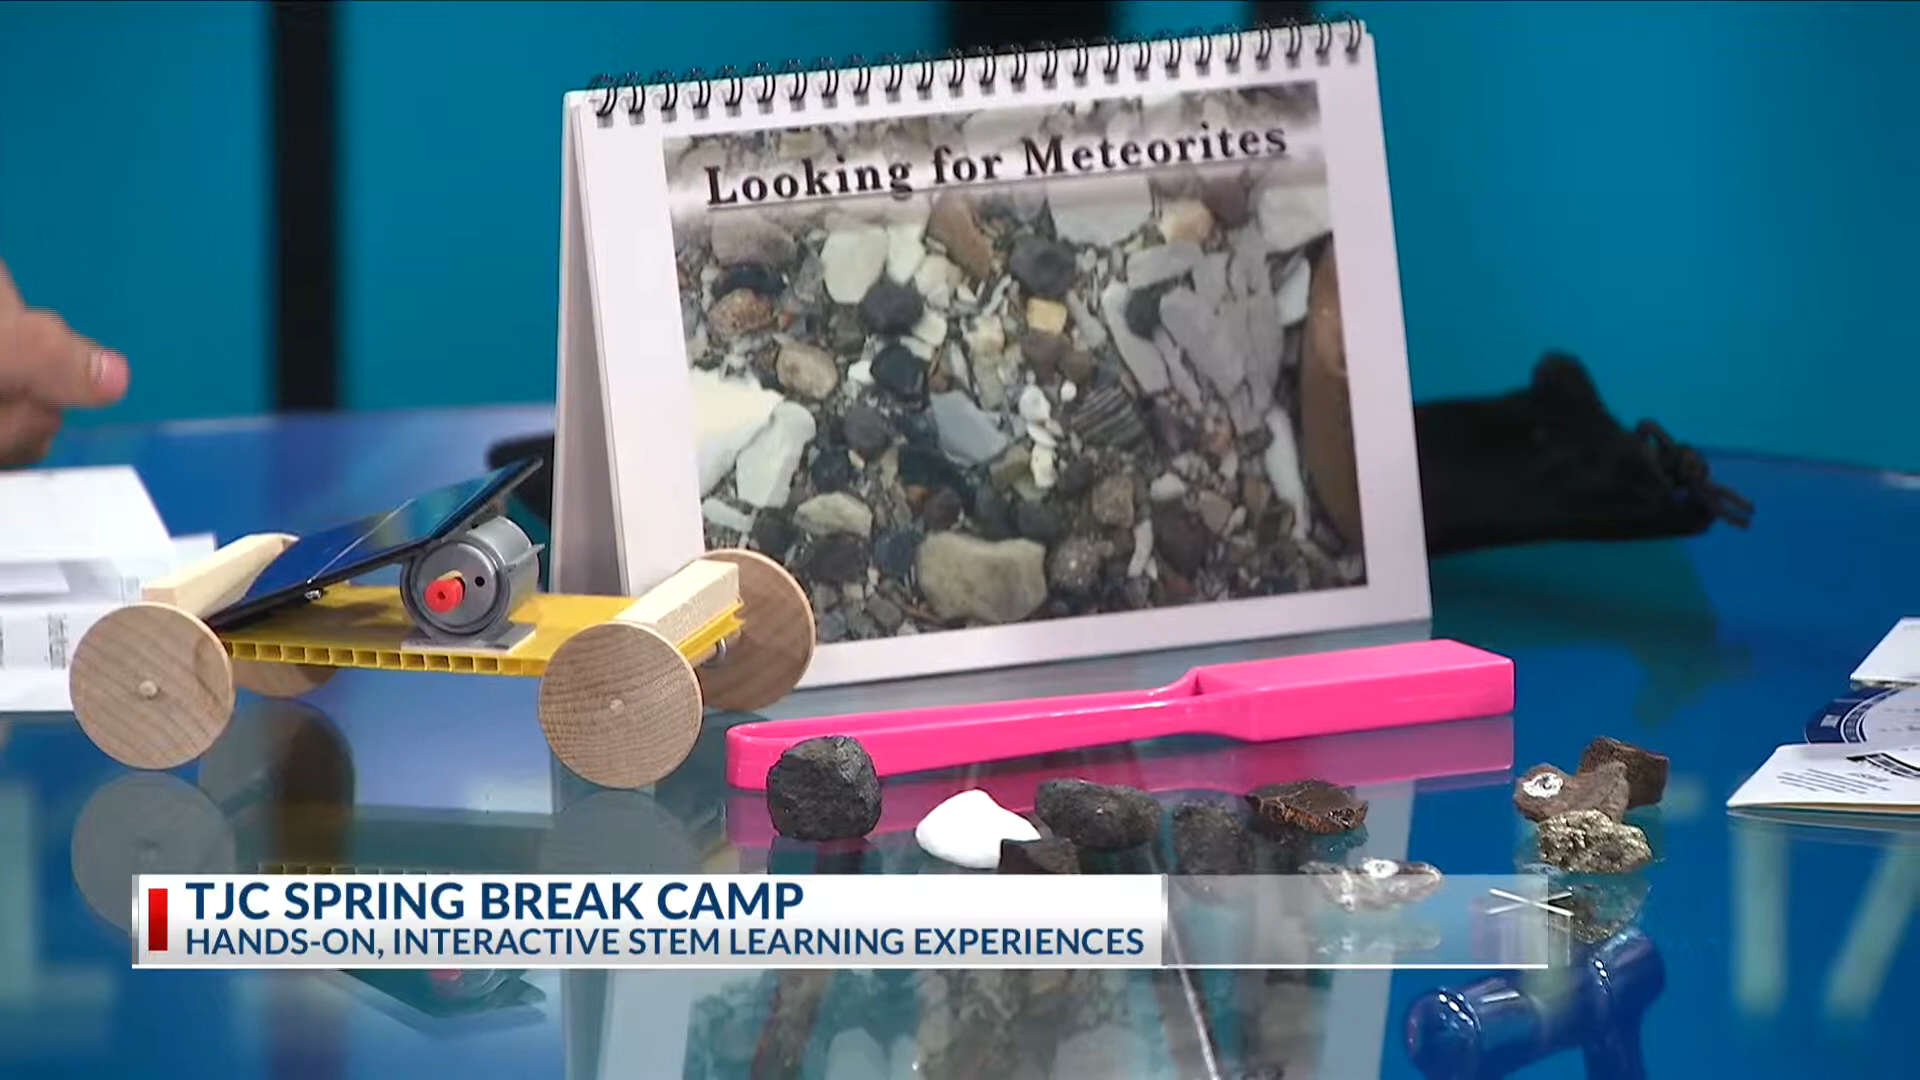 Looking for Meteorites
TJC SPRING BREAK CAMP
HANDS-ON, INTERACTIVE STEM LEARNING EXPERIENCES